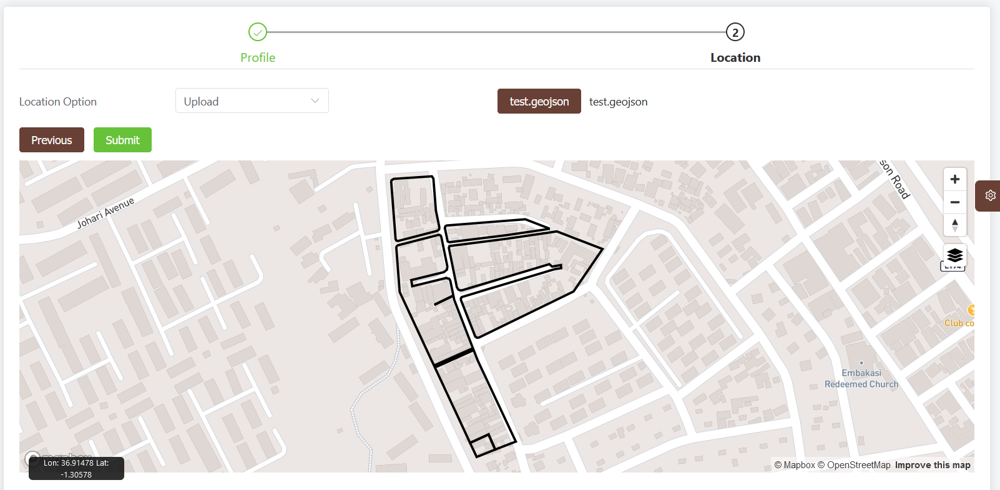 2
Profile
Location
Location Option
Upload
test.geojson
test.geojson
Previous
Submit
Johari Avenue
son Road
Club co
Embakasi
Redeemed Church
Lon: 36.91478 Lat:
-1.30578
© Mapbox © OpenStreetMap Improve this map